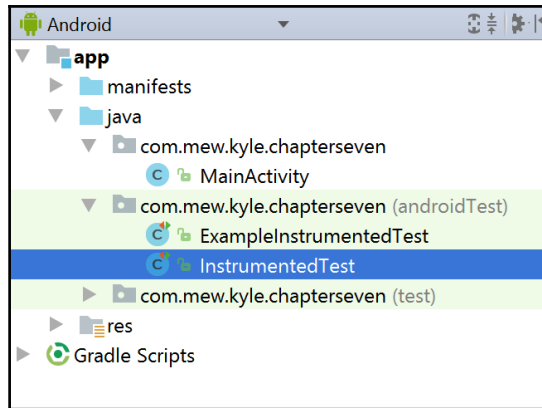 Android
app
manifests
java
com.mew.kyle.chapterseven
C MainActivity
com.mew.kyle.chapterseven (androidTest)
C ExampleInstrumentedTest
C InstrumentedTest
com.mew.kyle.chapterseven (test)
res
Gradle Scripts